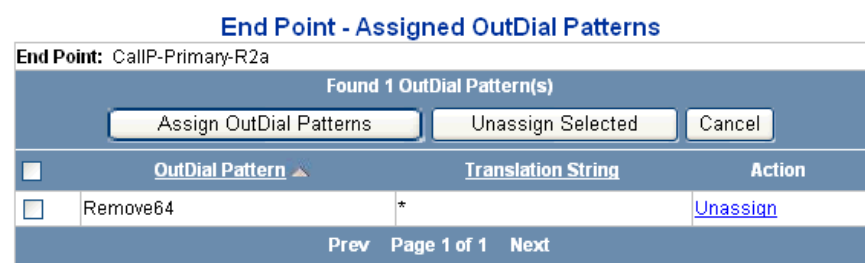 End Point - Assigned OutDial Patterns
End Point: CallP-Primary-R2a
Found 1 OutDial Pattern(s)
Assign OutDial Patterns Unassign Selected Cancel
OutDial Pattern Translation String Action
Remove64 * Unassign
Prev Page 1 of 1 Next